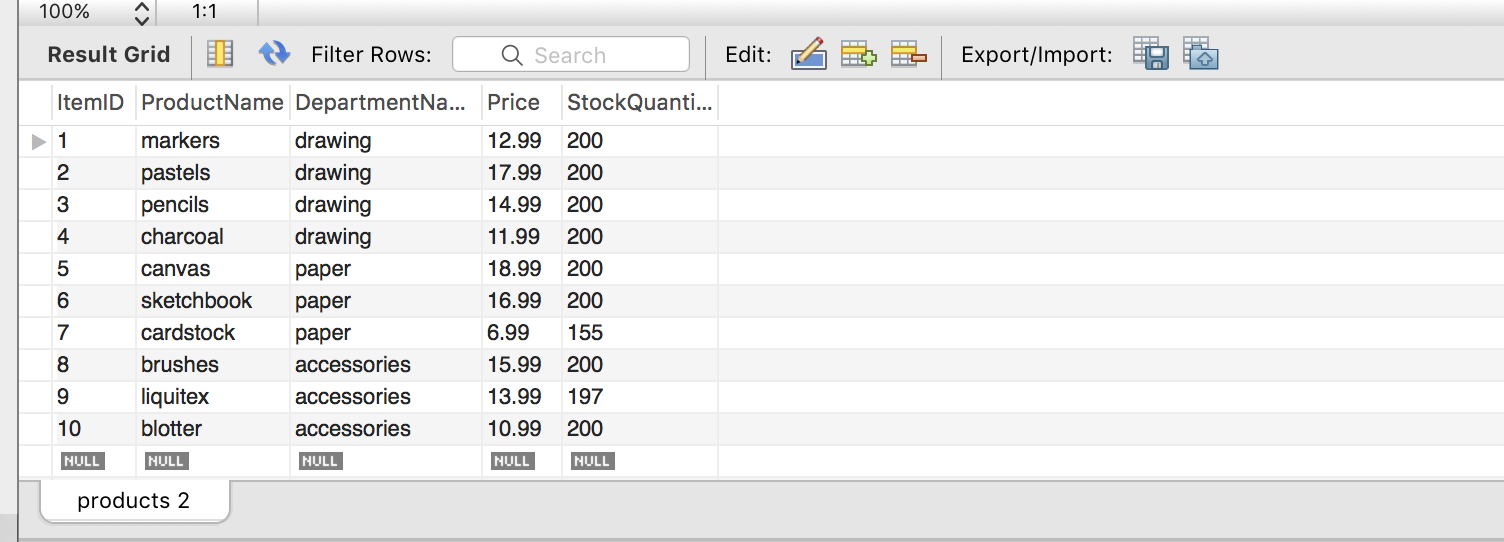 100% 1:1
Result Grid Filter Rows: Search Edit: Export/Import:
ItemID ProductName DepartmentNa... Price StockQuanti...
1 markers drawing 12.99 200
2 pastels drawing 17.99 200
3 pencils drawing 14.99 200
4 charcoal drawing 11.99 200
5 canvas paper 18.99 200
6 sketchbook paper 16.99 200
7 cardstock paper 6.99 155
8 brushes accessories 15.99 200
9 liquitex accessories 13.99 197
10 blotter accessories 10.99 200
NULL NULL NULL NULL NULL
products 2